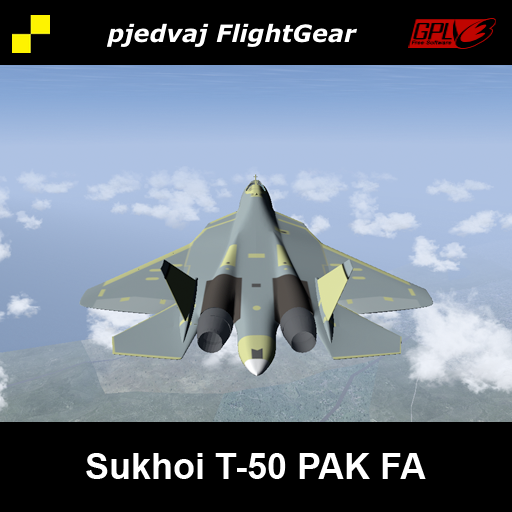 pjedvaj FlightGear
GPL v3
Free Software
Sukhoi T-50 PAK FA